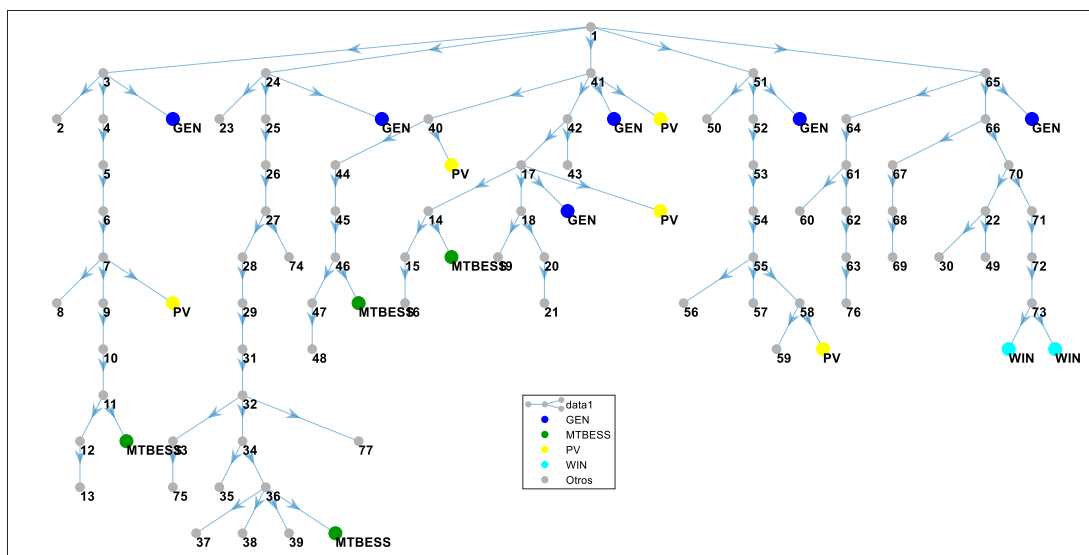 1
3 24 41 51 65
2 4 GEN 23 25 GEN 40 42 GEN PV 50 52 GEN 64 66 GEN
5 26 44 PV 17 43 53 61 67 70
6 27 45 14 18 GEN PV 54 60 62 68 22 71
7 28 74 46 15 MTBESS 19 20 55 63 69 30 49 72
8 9 PV 29 47 MTBESS 16 21 56 57 58 76 73
10 31 48 59 PV WIN WIN
11 32
12 MTBESS 33 34 77
13 75 35 36
37 38 39 MTBESS
data1
GEN
MTBESS
PV
WIN
Otros